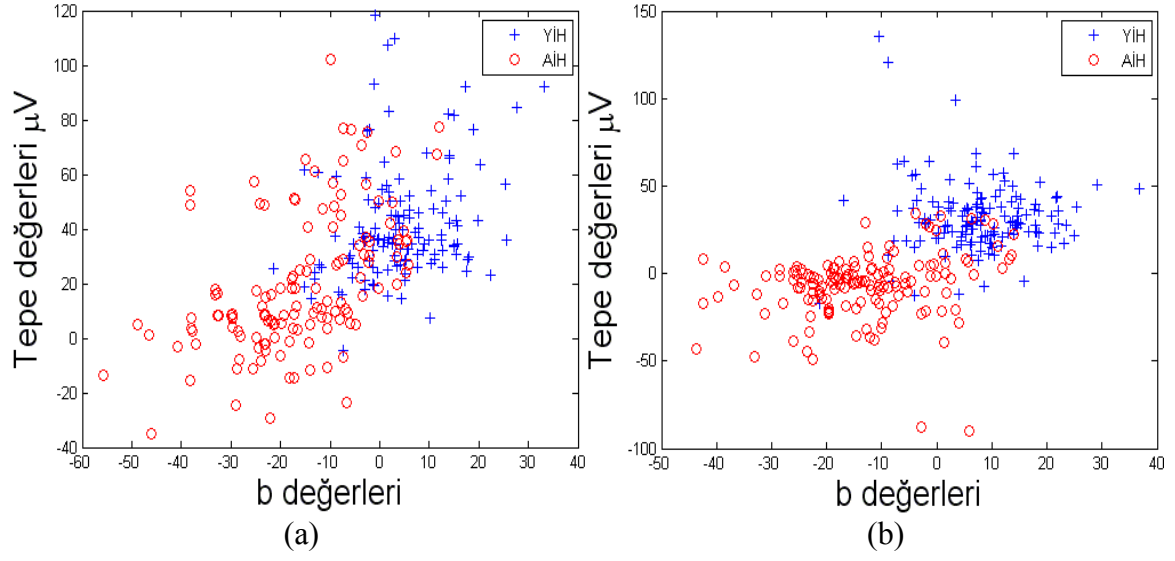 120
100
80
60
40
20
0
-20
-40
-60 -50 -40 -30 -20 -10 0 10 20 30 40
Tepe değerleri µV
b değerleri
YİH
AİH
(a)
150
100
50
0
-50
-100
-50 -40 -30 -20 -10 0 10 20 30 40
Tepe değerleri µV
b değerleri
YİH
AİH
(b)